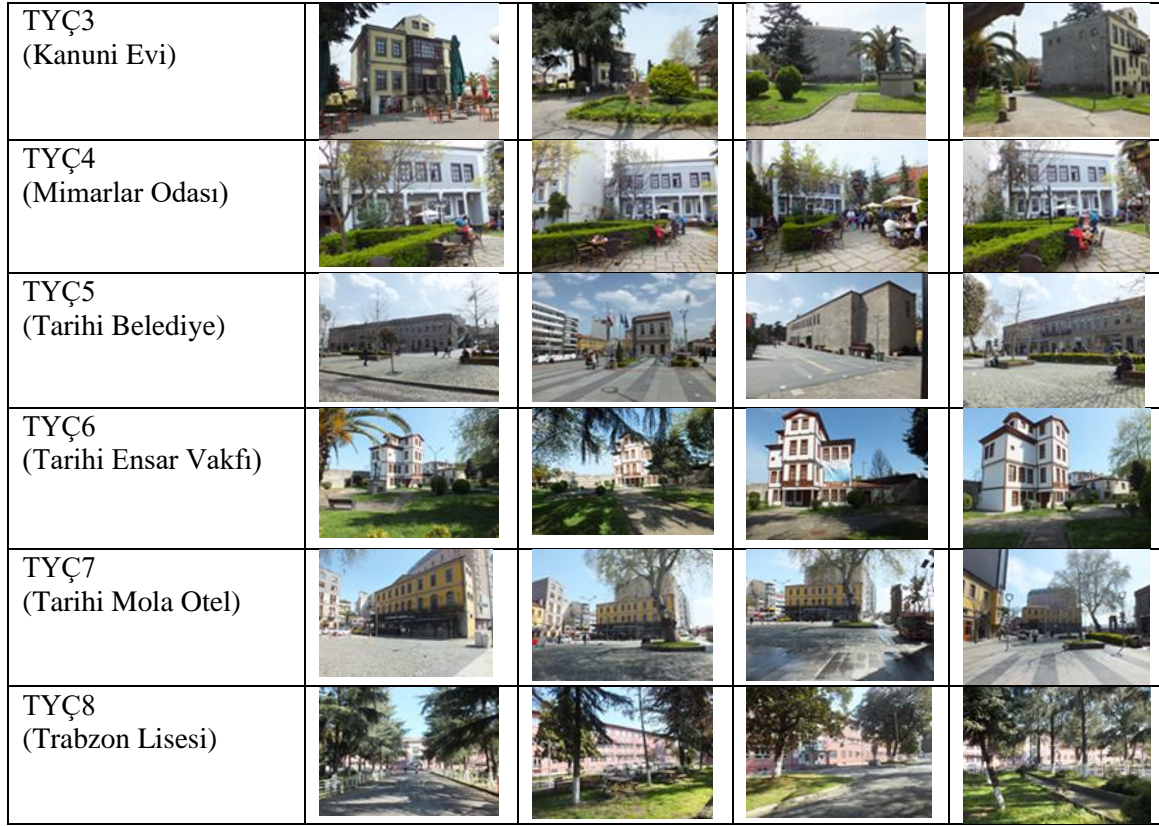 TYÇ3
(Kanuni Evi)
TYÇ4
(Mimarlar Odası)
TYÇ5
(Tarihi Belediye)
TYÇ6
(Tarihi Ensar Vakfı)
TYÇ7
(Tarihi Mola Otel)
TYÇ8
(Trabzon Lisesi)